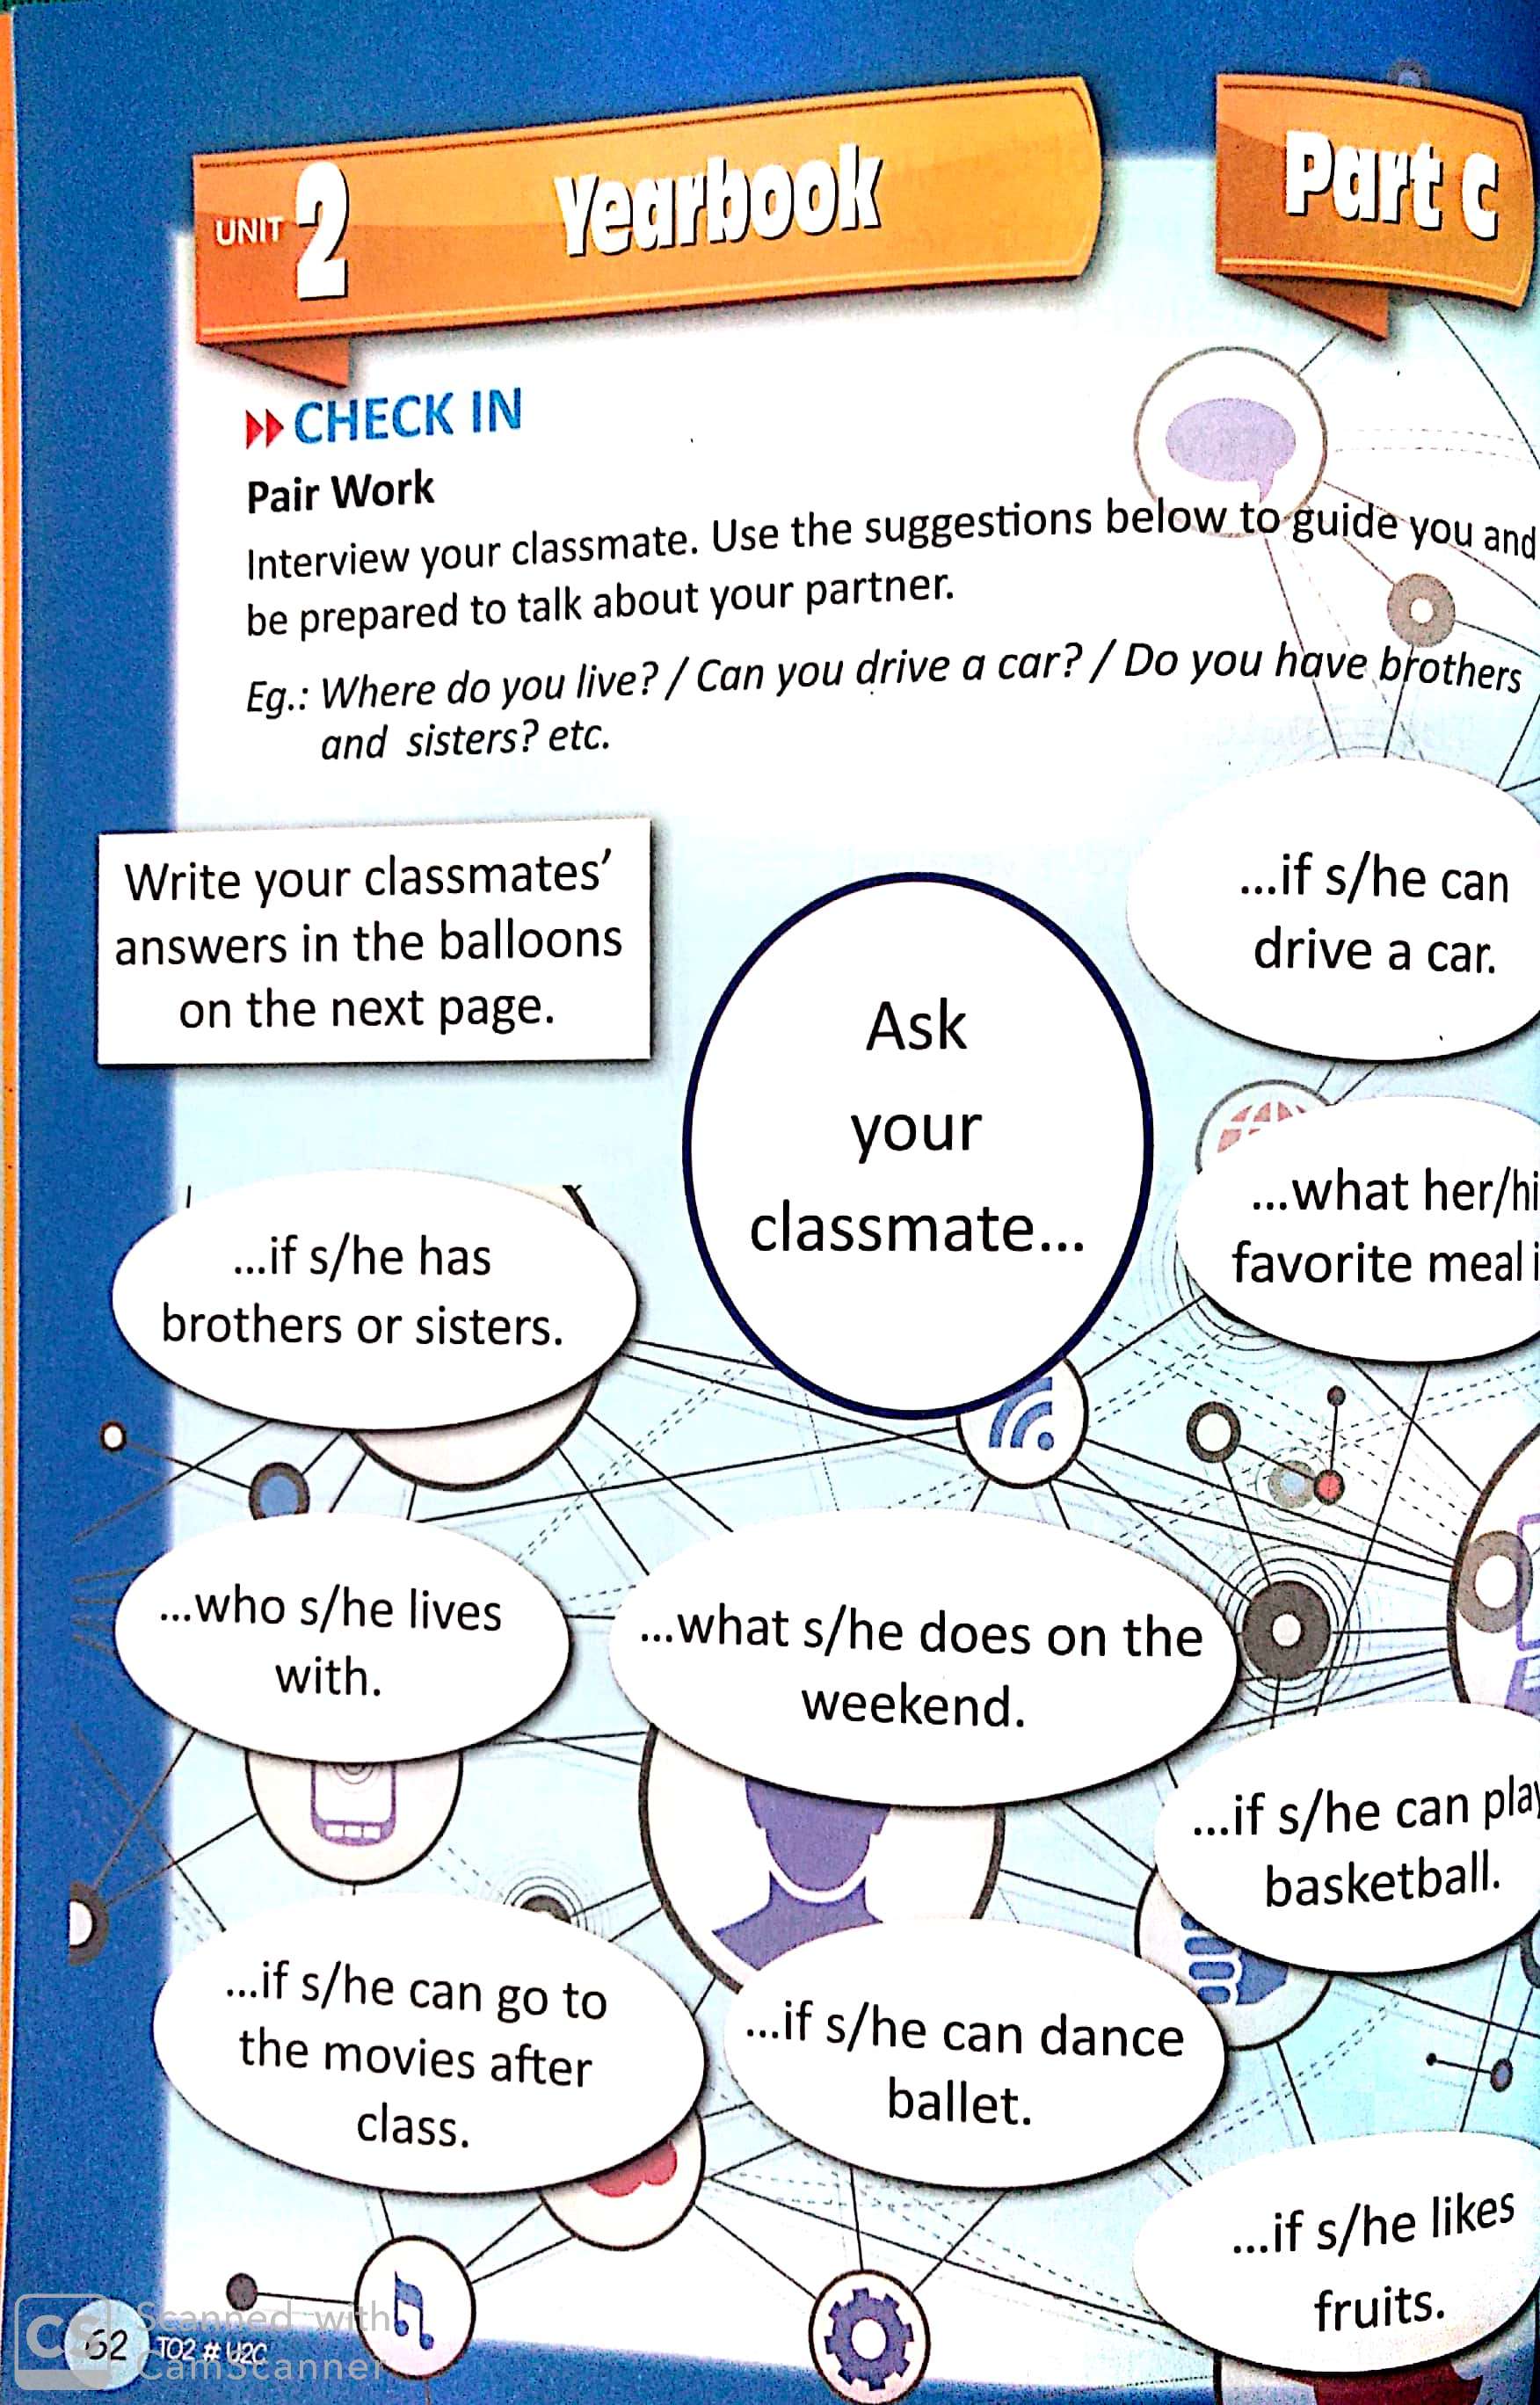 UNIT 2 Yearbook Part C
CHECK IN
Pair Work
Interview your classmate. Use the suggestions below to guide you and
be prepared to talk about your partner.
Eg.: Where do you live? / Can you drive a car? / Do you have brothers
and sisters? etc.
Write your classmates'
answers in the balloons
on the next page.
Ask
your
classmate...
...if s/he can
drive a car.
...what her/hi
favorite meal i
...if s/he has
brothers or sisters.
...who s/he lives
with.
...what s/he does on the
weekend.
...if s/he can play
basketball.
...if s/he can go to
the movies after
class.
...if s/he can dance
ballet.
...if s/he likes
fruits.
62 TO2 # U2C
CS Scanned with
CamScanner